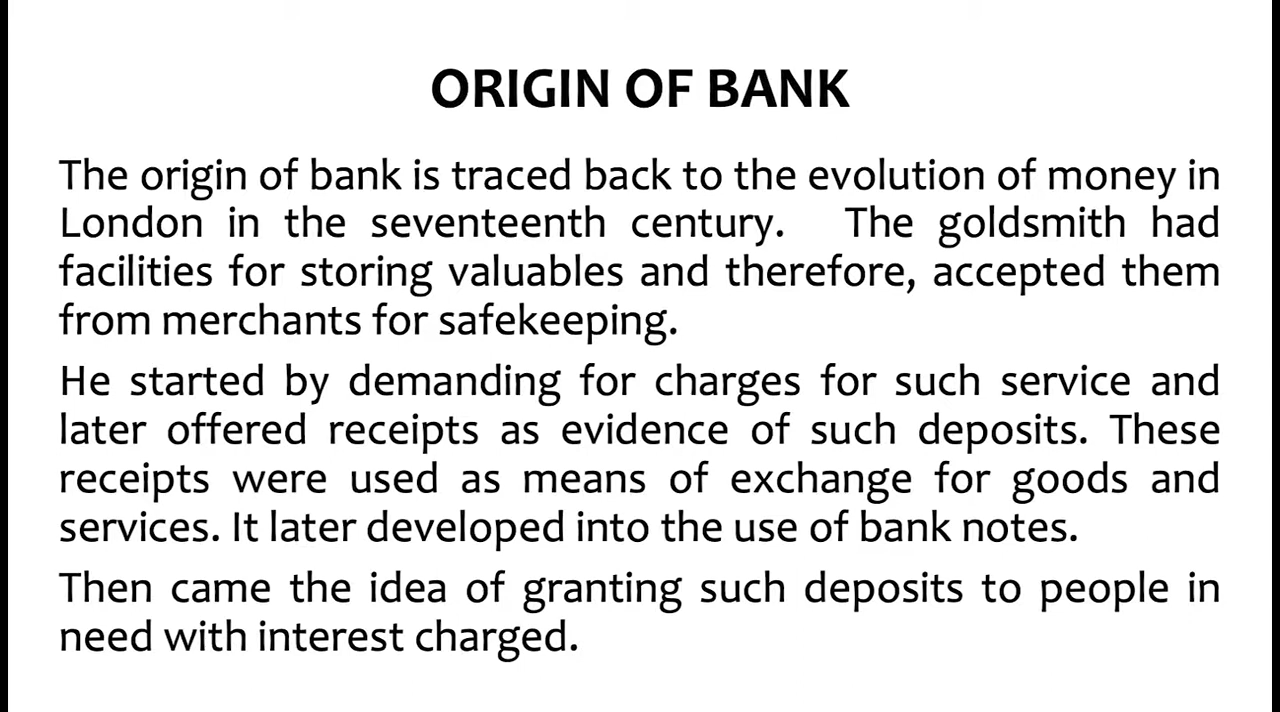 ORIGIN OF BANK
The origin of bank is traced back to the evolution of money in
London in the seventeenth century. The goldsmith had
facilities for storing valuables and therefore, accepted them
from merchants for safekeeping.
He started by demanding for charges for such service and
later offered receipts as evidence of such deposits. These
receipts were used as means of exchange for goods and
services. It later developed into the use of bank notes.
Then came the idea of granting such deposits to people in
need with interest charged.